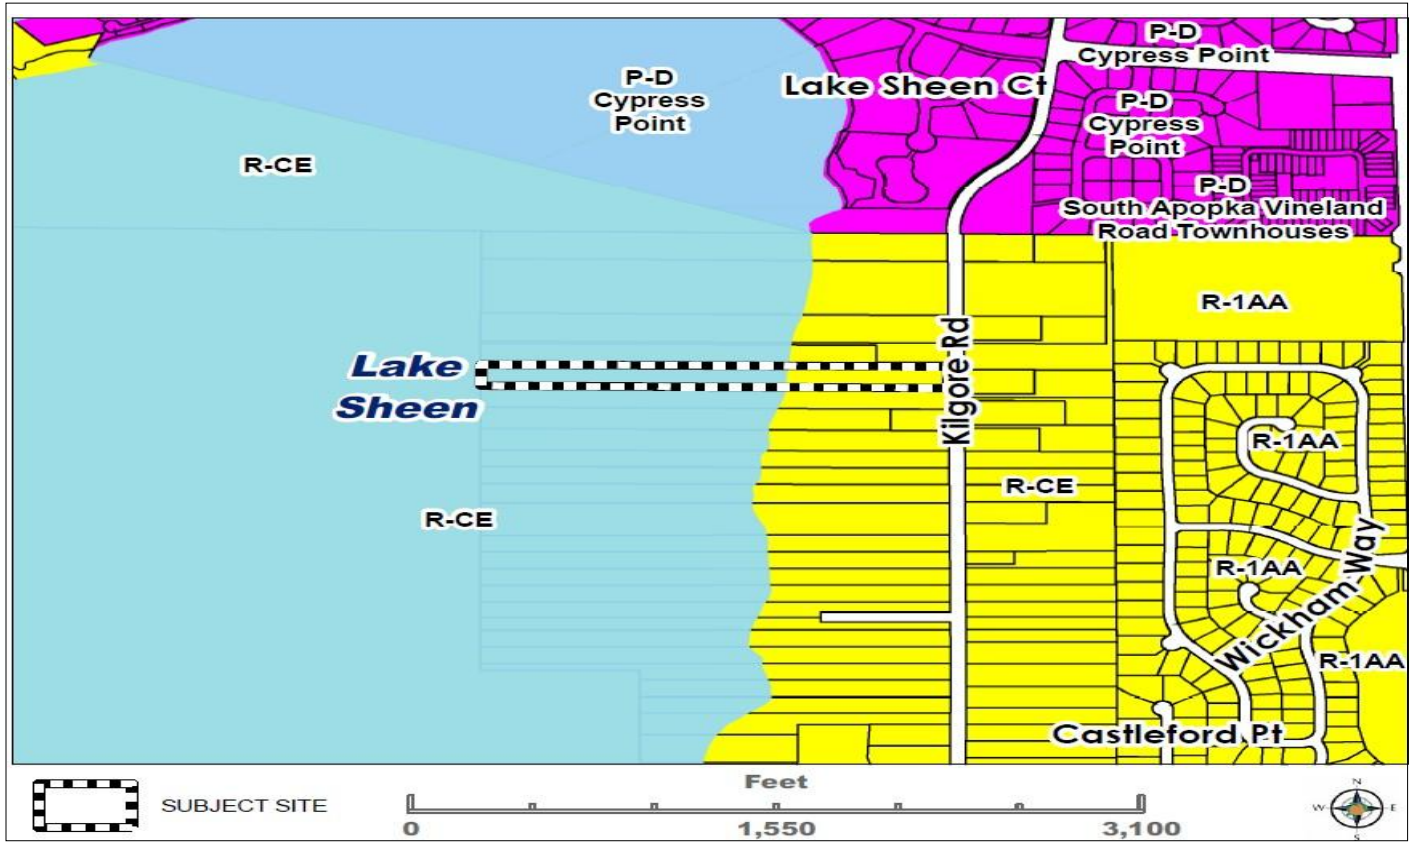 P-D
Cypress Point
P-D
Cypress
Point
Lake Sheen Ct
P-D
Cypress
Point
R-CE
P-D
South Apopka Vineland
Road Townhouses
R-1AA
Kilgore Rd
Lake
Sheen
R-1AA
R-CE
R-CE
R-1AA
Wickham Way
R-1AA
Castleford Pt
SUBJECT SITE
Feet
0
1,550
3,100
N
W
E
S